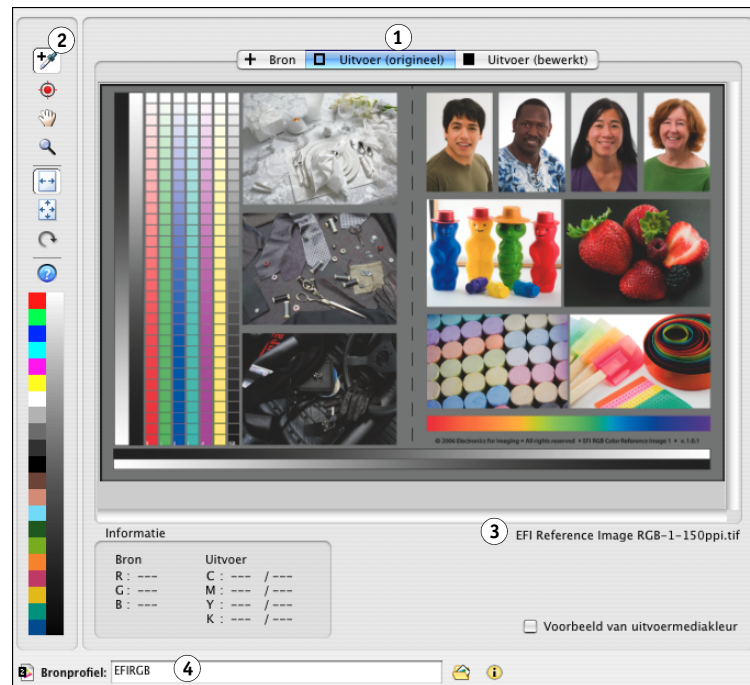 1
2
Bron Uitvoer (origineel) Uitvoer (bewerkt)
?
© 2006 Electronics for Imaging • All rights reserved • EFI RGB Color Reference Image 1 • v. 1.0.1
3 EFI Reference Image RGB-1-150ppi.tif
Informatie
Bron Uitvoer
R : --- C : --- / ---
G : --- M : --- / ---
B : --- Y : --- / ---
K : --- / ---
Voorbeeld van uitvoermediakleur
Bronprofiel: EFIRGB 4